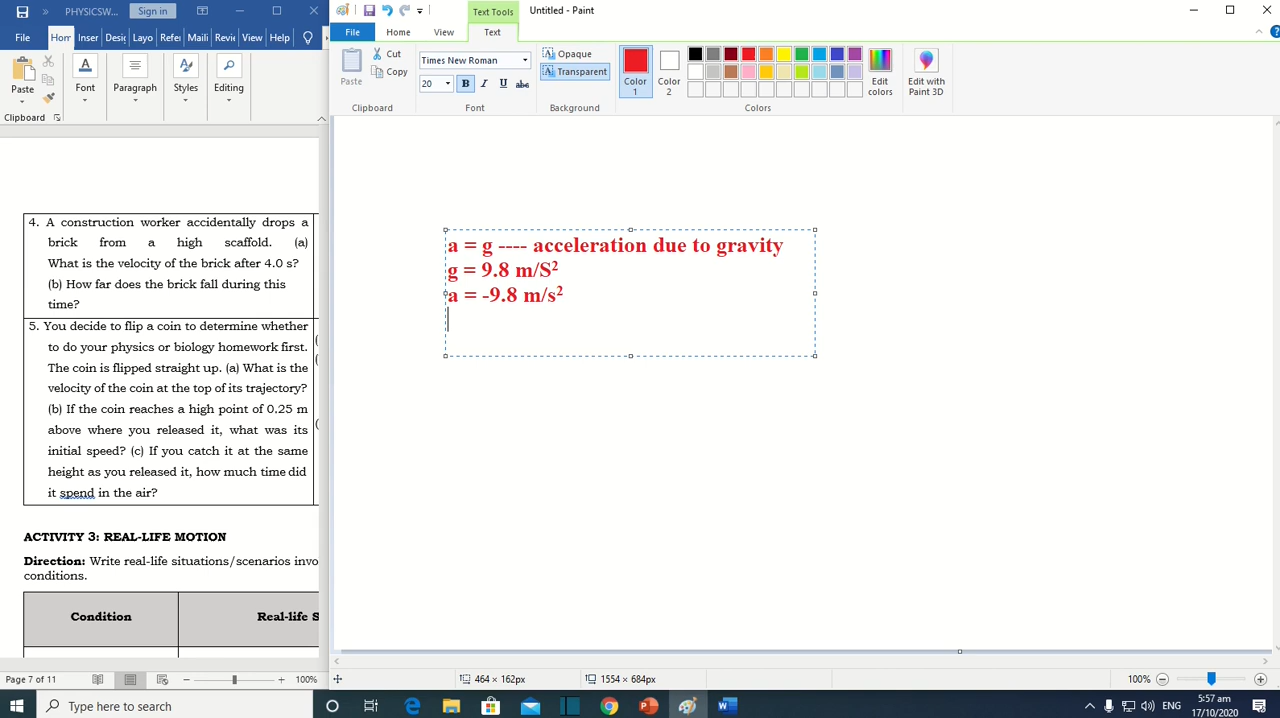 PHYSICSW...
Sign in
File
Hom
Inser
Desig
Layo
Refer
Maili
Revie
View
Help
Paste
Font
Paragraph
Styles
Editing
Clipboard
4. A construction worker accidentally drops a
brick from a high scaffold. (a)
What is the velocity of the brick after 4.0 s?
(b) How far does the brick fall during this
time?
5. You decide to flip a coin to determine whether
to do your physics or biology homework first.
The coin is flipped straight up. (a) What is the
velocity of the coin at the top of its trajectory?
(b) If the coin reaches a high point of 0.25 m
above where you released it, what was its
initial speed? (c) If you catch it at the same
height as you released it, how much time did
it spend in the air?
ACTIVITY 3: REAL-LIFE MOTION
Direction: Write real-life situations/scenarios invo
conditions.
Condition
Real-life S
Page 7 of 11
100%
Text Tools
Untitled - Paint
File
Home
View
Text
Paste
Cut
Copy
Clipboard
Times New Roman
20
B I U abc
Font
Opaque
Transparent
Background
Color 1
Color 2
Edit colors
Colors
Edit with Paint 3D
a = g ---- acceleration due to gravity
g = 9.8 m/S²
a = -9.8 m/s²
464 × 162px
1554 × 684px
100%
Type here to search
ENG
5:57 am
17/10/2020